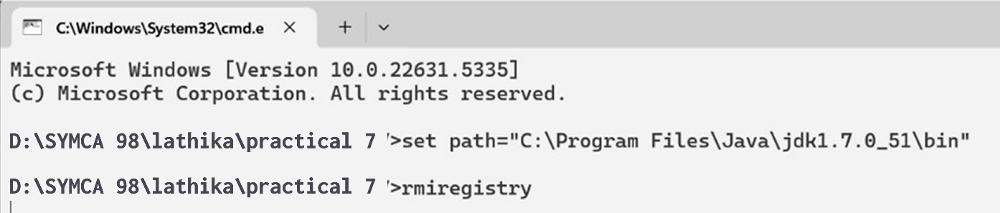 C:\Windows\System32\cmd.e
Microsoft Windows [Version 10.0.22631.5335]
(c) Microsoft Corporation. All rights reserved.
D:\SYMCA 98\lathika\practical 7 >set path="C:\Program Files\Java\jdk1.7.0_51\bin"
D:\SYMCA 98\lathika\practical 7 >rmiregistry